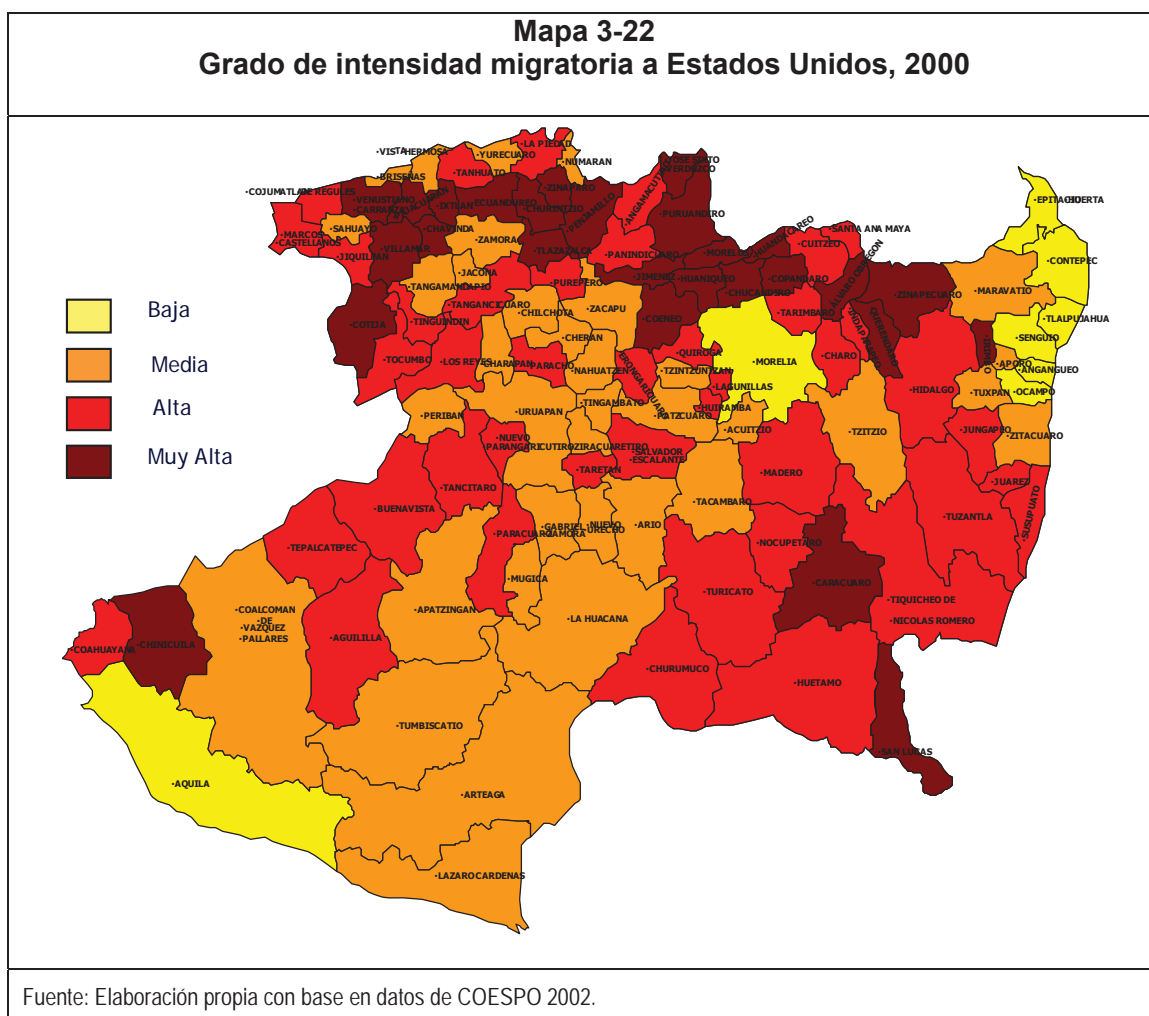 Mapa 3-22
Grado de intensidad migratoria a Estados Unidos, 2000
Baja
Media
Alta
Muy Alta
·VISTA HERMOSA
·YURECUARO
·LA PIEDAD
·NUMARAN
·BRISEÑAS
·TANHUATO
·COJUMATLAN DE REGULES
·VENUSTIANO
CARRANZA
·IXTLAN
·ECUANDUREO
·ZINAPARO
·CHURINTZIO
·PENJAMILLO
·ANGAMACUTIRO
·JOSE SIXTO
VERDUZCO
·PURUANDIRO
·MARCOS
CASTELLANOS
·SAHUAYO
·JIQUILPAN
·VILLAMAR
·CHAVINDA
·ZAMORA
·TLAZAZALCA
·PANINDICUARO
·MORELOS
·HUANDACAREO
·CUITZEO
·SANTA ANA MAYA
·EPITACIO HUERTA
·CONTEPEC
·JACONA
·TANGAMANDAPIO
·PUREPERO
·JIMENEZ
·HUANIQUEO
·CHUCANDIRO
·COPANDARO
·ALVARO OBREGON
·ZINAPECUARO
·MARAVATIO
·TLALPUJAHUA
·COTIJA
·TINGUINDIN
·TANGANCICUARO
·CHILCHOTA
·ZACAPU
·COENEO
·TARIMBARO
·INDAPARAPEO
·QUERENDARO
·SENGUIO
·TOCUMBO
·LOS REYES
·CHARAPAN
·CHERAN
·PARACHO
·NAHUATZEN
·ERONGARICUARO
·QUIROGA
·TZINTZUNTZAN
·MORELIA
·CHARO
·HIDALGO
·APORO
·ANGANGUEO
·OCAMPO
·TUXPAN
·LAGUNILLAS
·HUIRAMBA
·PERIBAN
·URUAPAN
·TINGAMBATO
·PATZCUARO
·ACUITZIO
·TZITZIO
·JUNGAPEO
·ZITACUARO
·NUEVO
PARANGARICUTIRO
·ZIRACUARETIRO
·TARETAN
·SALVADOR
ESCALANTE
·MADERO
·JUAREZ
·SUSUPUATO
·TANCITARO
·BUENAVISTA
·TACAMBARO
·TUZANTLA
·TEPALCATEPEC
·PARACUARO
·GABRIEL
ZAMORA
·NUEVO
URECHO
·ARIO
·NOCUPETARO
·MUGICA
·TURICATO
·CARACUARO
·TIQUICHEO DE
·NICOLAS ROMERO
·COALCOMAN
·DE
·VAZQUEZ
·PALLARES
·APATZINGAN
·LA HUACANA
·AGUILILLA
·COAHUAYANA
·CHINICUILA
·CHURUMUCO
·HUETAMO
·TUMBISCATIO
·SAN LUCAS
·AQUILA
·ARTEAGA
·LAZARO CARDENAS
Fuente: Elaboración propia con base en datos de COESPO 2002.